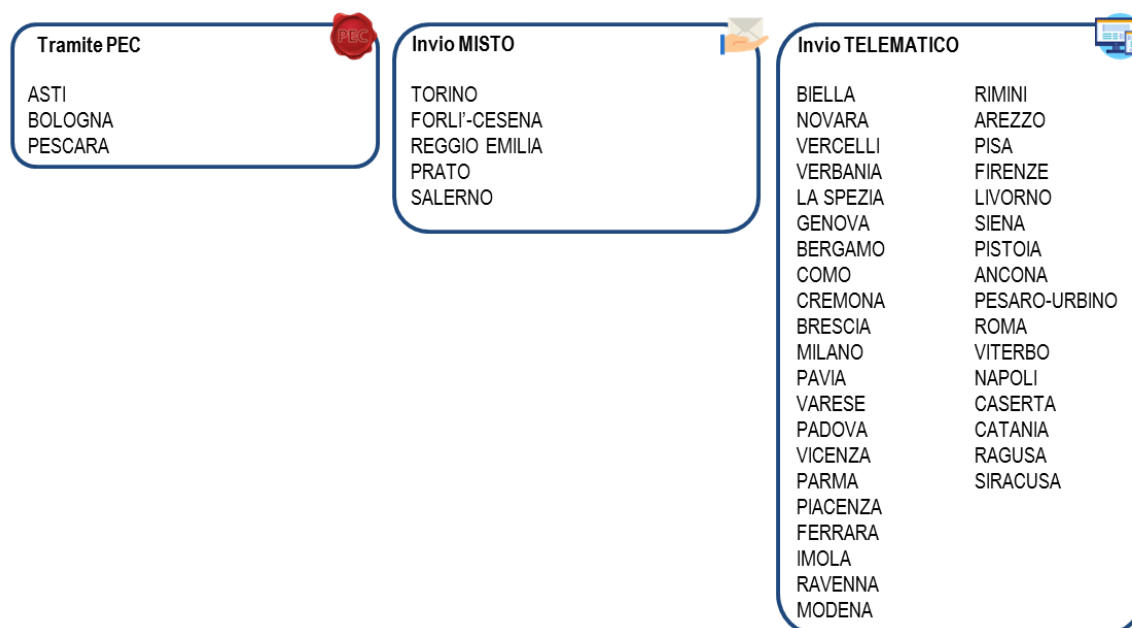 Tramite PEC
PEC
ASTI
BOLOGNA
PESCARA
Invio MISTO
TORINO
FORLI’-CESENA
REGGIO EMILIA
PRATO
SALERNO
Invio TELEMATICO
BIELLA
NOVARA
VERCELLI
VERBANIA
LA SPEZIA
GENOVA
BERGAMO
COMO
CREMONA
BRESCIA
MILANO
PAVIA
VARESE
PADOVA
VICENZA
PARMA
PIACENZA
FERRARA
IMOLA
RAVENNA
MODENA
RIMINI
AREZZO
PISA
FIRENZE
LIVORNO
SIENA
PISTOIA
ANCONA
PESARO-URBINO
ROMA
VITERBO
NAPOLI
CASERTA
CATANIA
RAGUSA
SIRACUSA